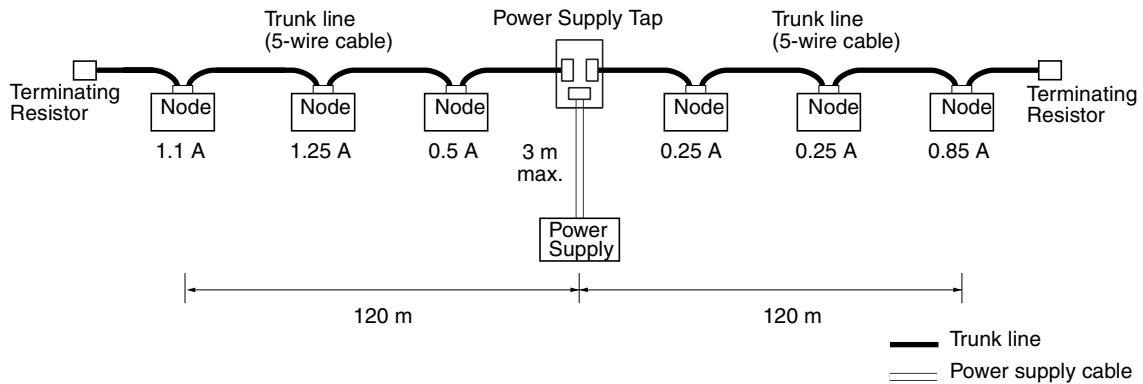 Power Supply Tap
Trunk line
(5-wire cable)
Trunk line
(5-wire cable)
Terminating
Resistor
Node
Node
Node
Node
Node
Node
Terminating
Resistor
1.1 A
1.25 A
0.5 A
3 m
max.
0.25 A
0.25 A
0.85 A
Power
Supply
120 m
120 m
Trunk line
Power supply cable